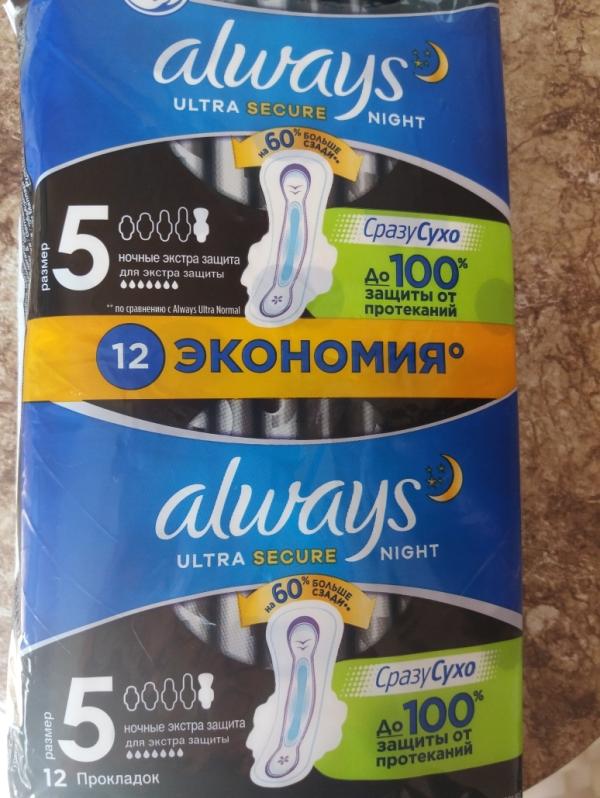 always
ULTRA SECURE NIGHT
на 60% БОЛЬШЕ СЗАДИ**
размер 5
ночные экстра защита
для экстра защиты
** по сравнению с Always Ultra Normal
СразуСухо
До 100%
защиты от
протеканий
12 ЭКОНОМИЯ°
always
ULTRA SECURE NIGHT
на 60% БОЛЬШЕ СЗАДИ**
размер 5
ночные экстра защита
для экстра защиты
12 Прокладок
СразуСухо
До 100%
защиты от
протеканий